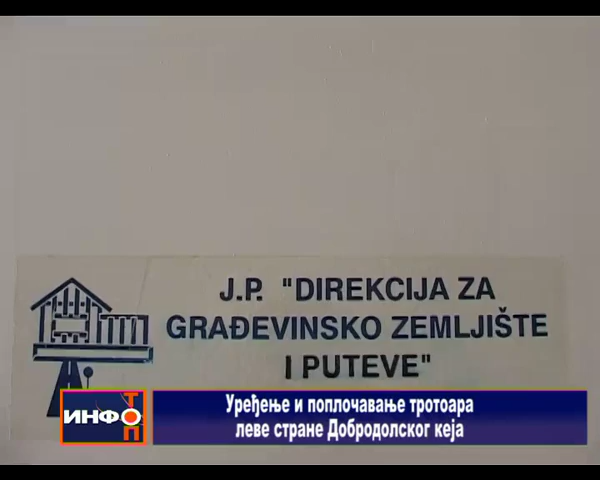 J.P. "DIREKCIJA ZA
GRAĐEVINSKO ZEMLJIŠTE
I PUTEVE"
ИНФО
ТОП
Уређење и поплочавање тротоара
леве стране Добродолског кеја